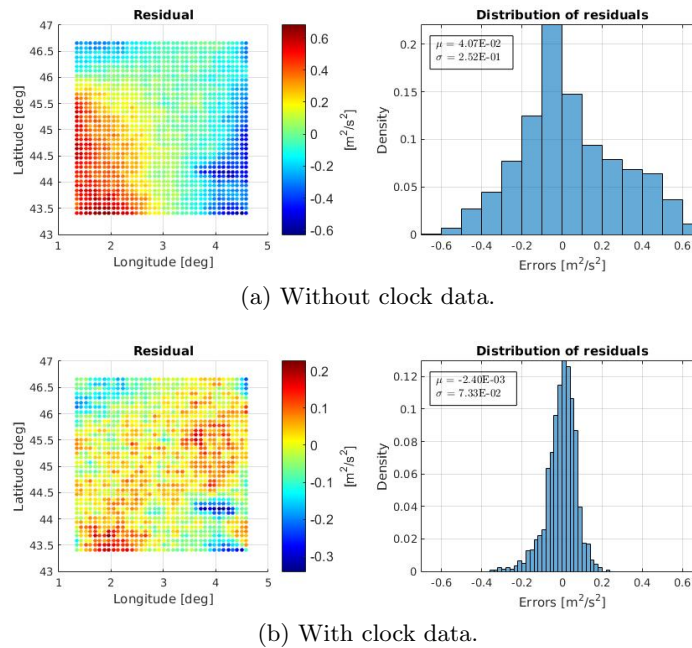 Residual
Distribution of residuals
47
46.5
46
45.5
45
44.5
44
43.5
43
Latitude [deg]
1 2 3 4 5
Longitude [deg]
0.6
0.4
0.2
0
-0.2
-0.4
-0.6
[m²/s²]
0.2
0.15
0.1
0.05
0
Density
μ = 4.07E-02
σ = 2.52E-01
-0.6 -0.4 -0.2 0 0.2 0.4 0.6
Errors [m²/s²]
(a) Without clock data.
Residual
Distribution of residuals
47
46.5
46
45.5
45
44.5
44
43.5
43
Latitude [deg]
1 2 3 4 5
Longitude [deg]
0.2
0.1
0
-0.1
-0.2
-0.3
[m²/s²]
0.12
0.1
0.08
0.06
0.04
0.02
0
Density
μ = -2.40E-03
σ = 7.33E-02
-0.6 -0.4 -0.2 0 0.2 0.4 0.6
Errors [m²/s²]
(b) With clock data.